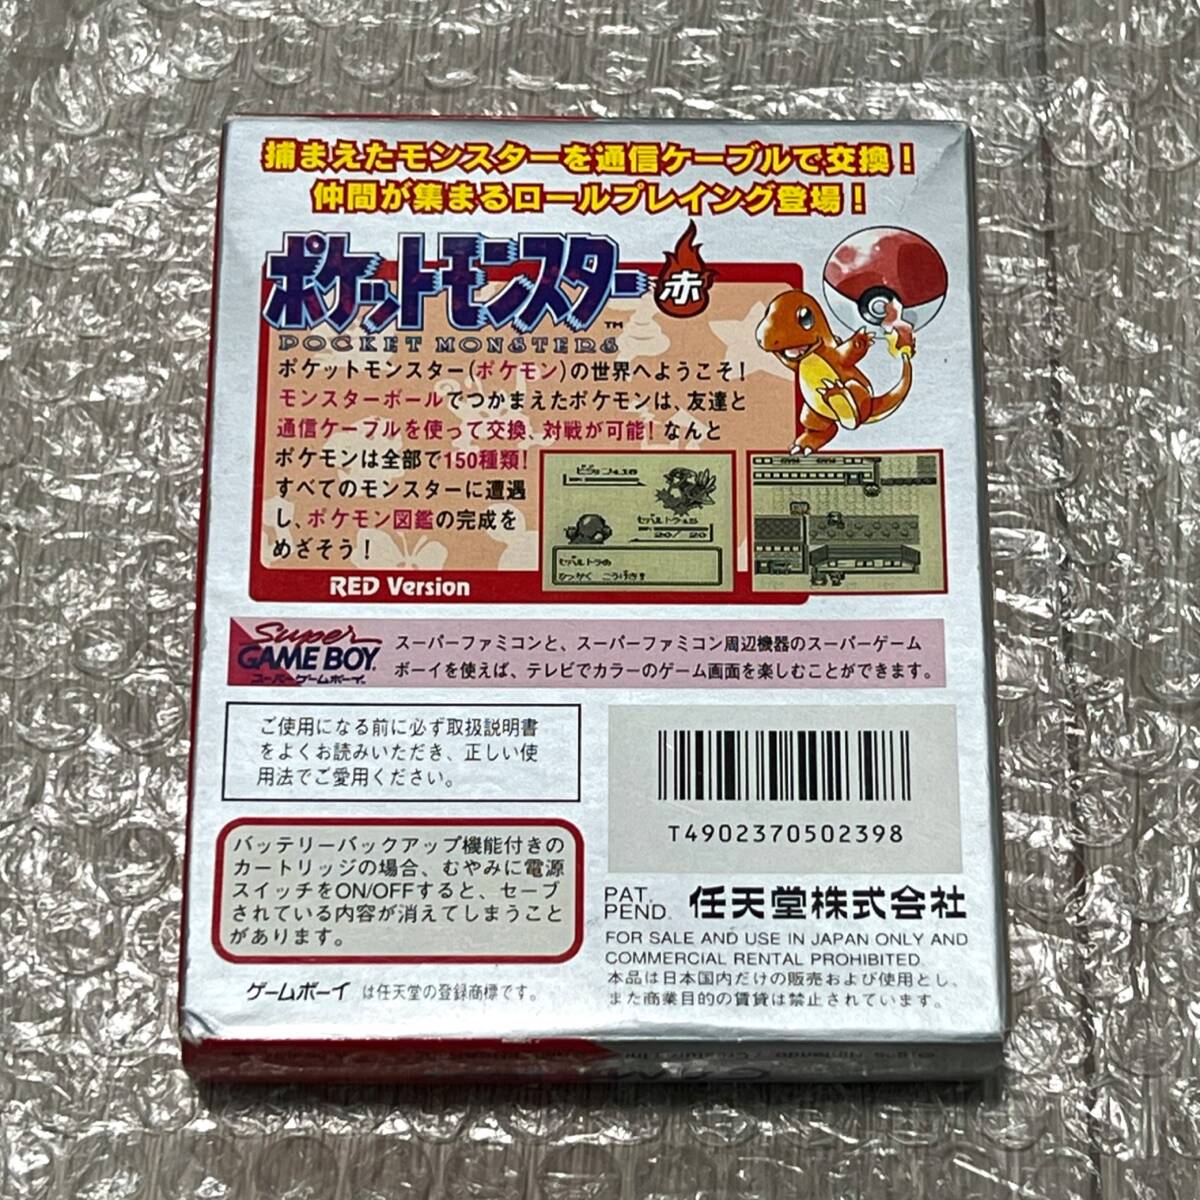 捕まえたモンスターを通信ケーブルで交換！
仲間が集まるロールプレイング登場！
ポケットモンスター 赤
TM
POCKET MONSTERS
ポケットモンスター(ポケモン)の世界へようこそ！
モンスターボールでつかまえたポケモンは、友達と
通信ケーブルを使って交換、対戦が可能！なんと
ポケモンは全部で150種類！
すべてのモンスターに遭遇
し、ポケモン図鑑の完成を
めざそう！
20/20
RED Version
Super
GAME BOY
スーパーゲームボーイ
スーパーファミコンと、スーパーファミコン周辺機器のスーパーゲーム
ボーイを使えば、テレビでカラーのゲーム画面を楽しむことができます。
ご使用になる前に必ず取扱説明書
をよくお読みいただき、正しい使
用法でご愛用ください。
T4902370502398
バッテリーバックアップ機能付きの
カートリッジの場合、むやみに電源
スイッチをON/OFFすると、セーブ
されている内容が消えてしまうこと
があります。
PAT.
PEND.
任天堂株式会社
FOR SALE AND USE IN JAPAN ONLY AND
COMMERCIAL RENTAL PROHIBITED.
本品は日本国内だけの販売および使用とし、
また商業目的の賃貸は禁止されています。
ゲームボーイ は任天堂の登録商標です。